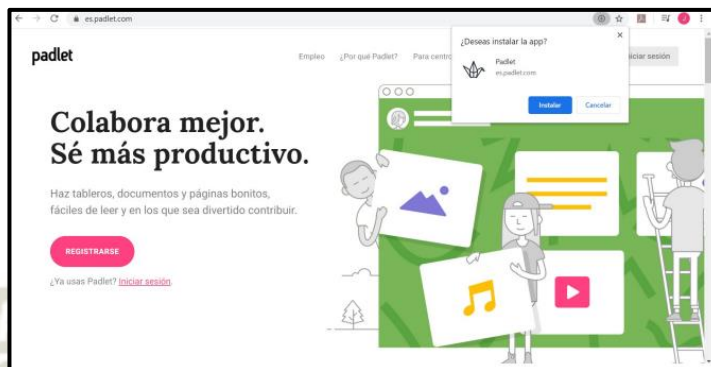 es.padlet.com
padlet
Empleo ¿Por qué Padlet? Para centro
iciar sesión
¿Deseas instalar la app?
Padlet
es.padlet.com
Instalar Cancelar
Colabora mejor.
Sé más productivo.
Haz tableros, documentos y páginas bonitos,
fáciles de leer y en los que sea divertido contribuir.
REGISTRARSE
¿Ya usas Padlet? Iniciar sesión.